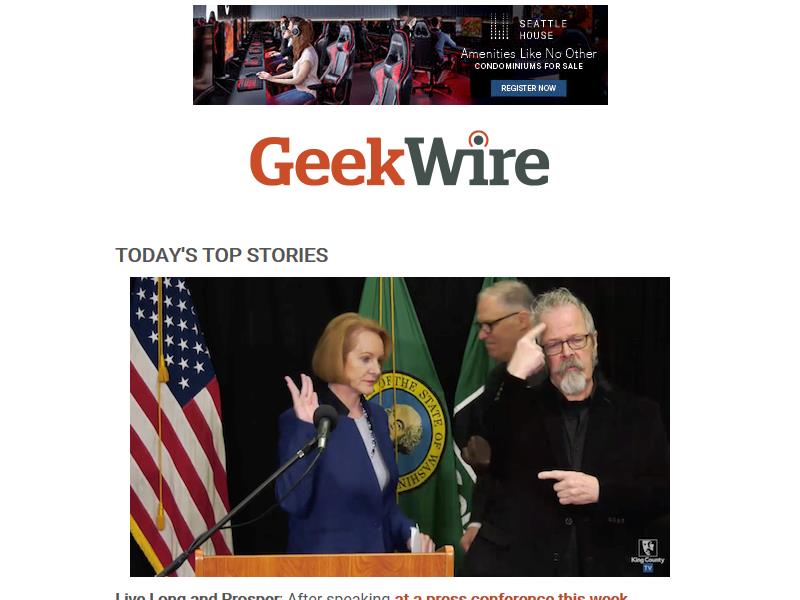 SEATTLE
HOUSE
Amenities Like No Other
CONDOMINIUMS FOR SALE
REGISTER NOW
GeekWire
TODAY'S TOP STORIES
OF THE STATE OF WASHIN
King County
TV
Live Long and Prosper: After speaking at a press conference this week